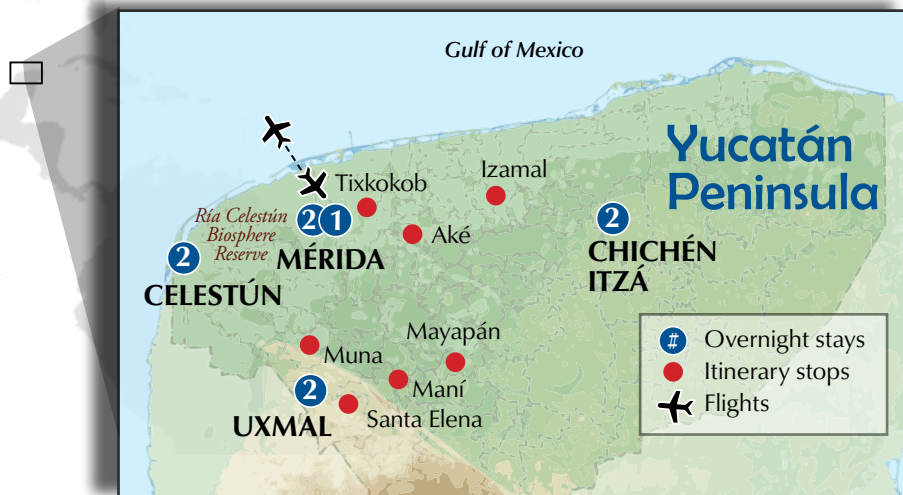 Gulf of Mexico
Yucatán
Peninsula
Izamal
Tixkokob
Ría Celestún
Biosphere
Reserve
2 1
MÉRIDA
Aké
2
CHICHÉN
ITZÁ
2
CELESTÚN
Mayapán
Muna
Maní
2
Santa Elena
UXMAL
# Overnight stays
Itinerary stops
Flights